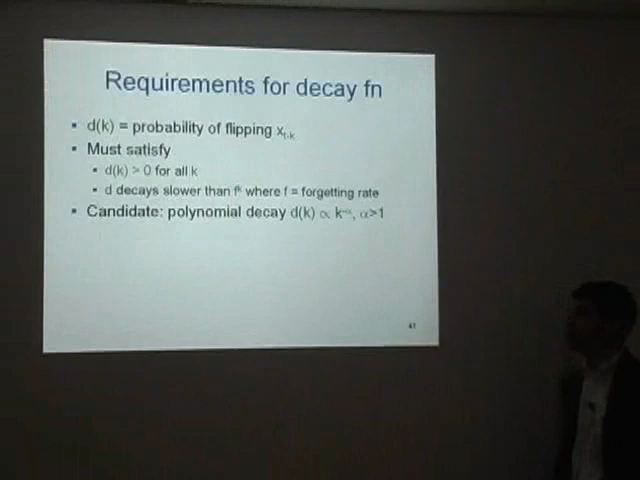 Requirements for decay fn
▪ d(k) = probability of flipping x_{t-k}
▪ Must satisfy
▪ d(k) > 0 for all k
▪ d decays slower than f^k where f = forgetting rate
▪ Candidate: polynomial decay d(k) ∝ k^{-α}, α>1
41